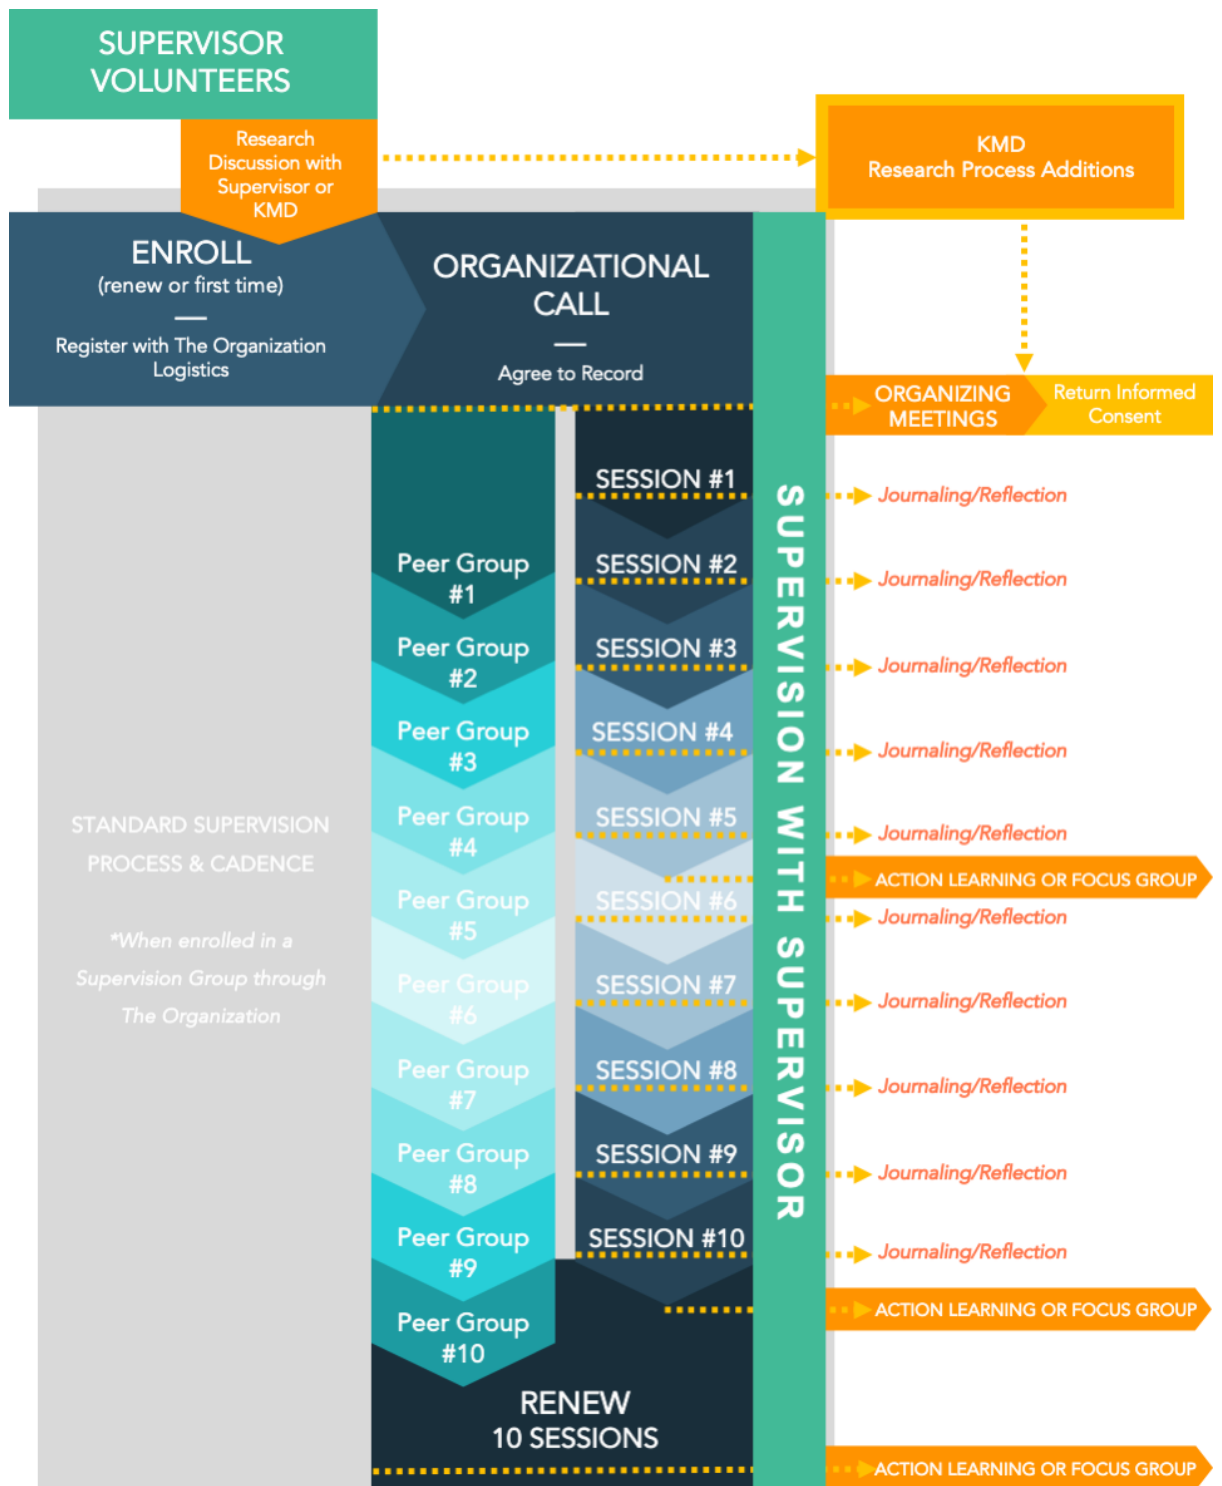 SUPERVISOR
VOLUNTEERS
Research
Discussion with
Supervisor or
KMD
KMD
Research Process Additions
ENROLL
(renew or first time)
Register with The Organization
Logistics
ORGANIZATIONAL
CALL
Agree to Record
ORGANIZING
MEETINGS
Return Informed
Consent
SUPERVISION WITH SUPERVISOR
SESSION #1
Journaling/Reflection
Peer Group
#1
SESSION #2
Journaling/Reflection
Peer Group
#2
SESSION #3
Journaling/Reflection
Peer Group
#3
SESSION #4
Journaling/Reflection
Peer Group
#4
SESSION #5
Journaling/Reflection
ACTION LEARNING OR FOCUS GROUP
STANDARD SUPERVISION
PROCESS & CADENCE
*When enrolled in a
Supervision Group through
The Organization
Peer Group
#5
SESSION #6
Journaling/Reflection
Peer Group
#6
SESSION #7
Journaling/Reflection
Peer Group
#7
SESSION #8
Journaling/Reflection
Peer Group
#8
SESSION #9
Journaling/Reflection
Peer Group
#9
SESSION #10
Journaling/Reflection
ACTION LEARNING OR FOCUS GROUP
Peer Group
#10
RENEW
10 SESSIONS
ACTION LEARNING OR FOCUS GROUP